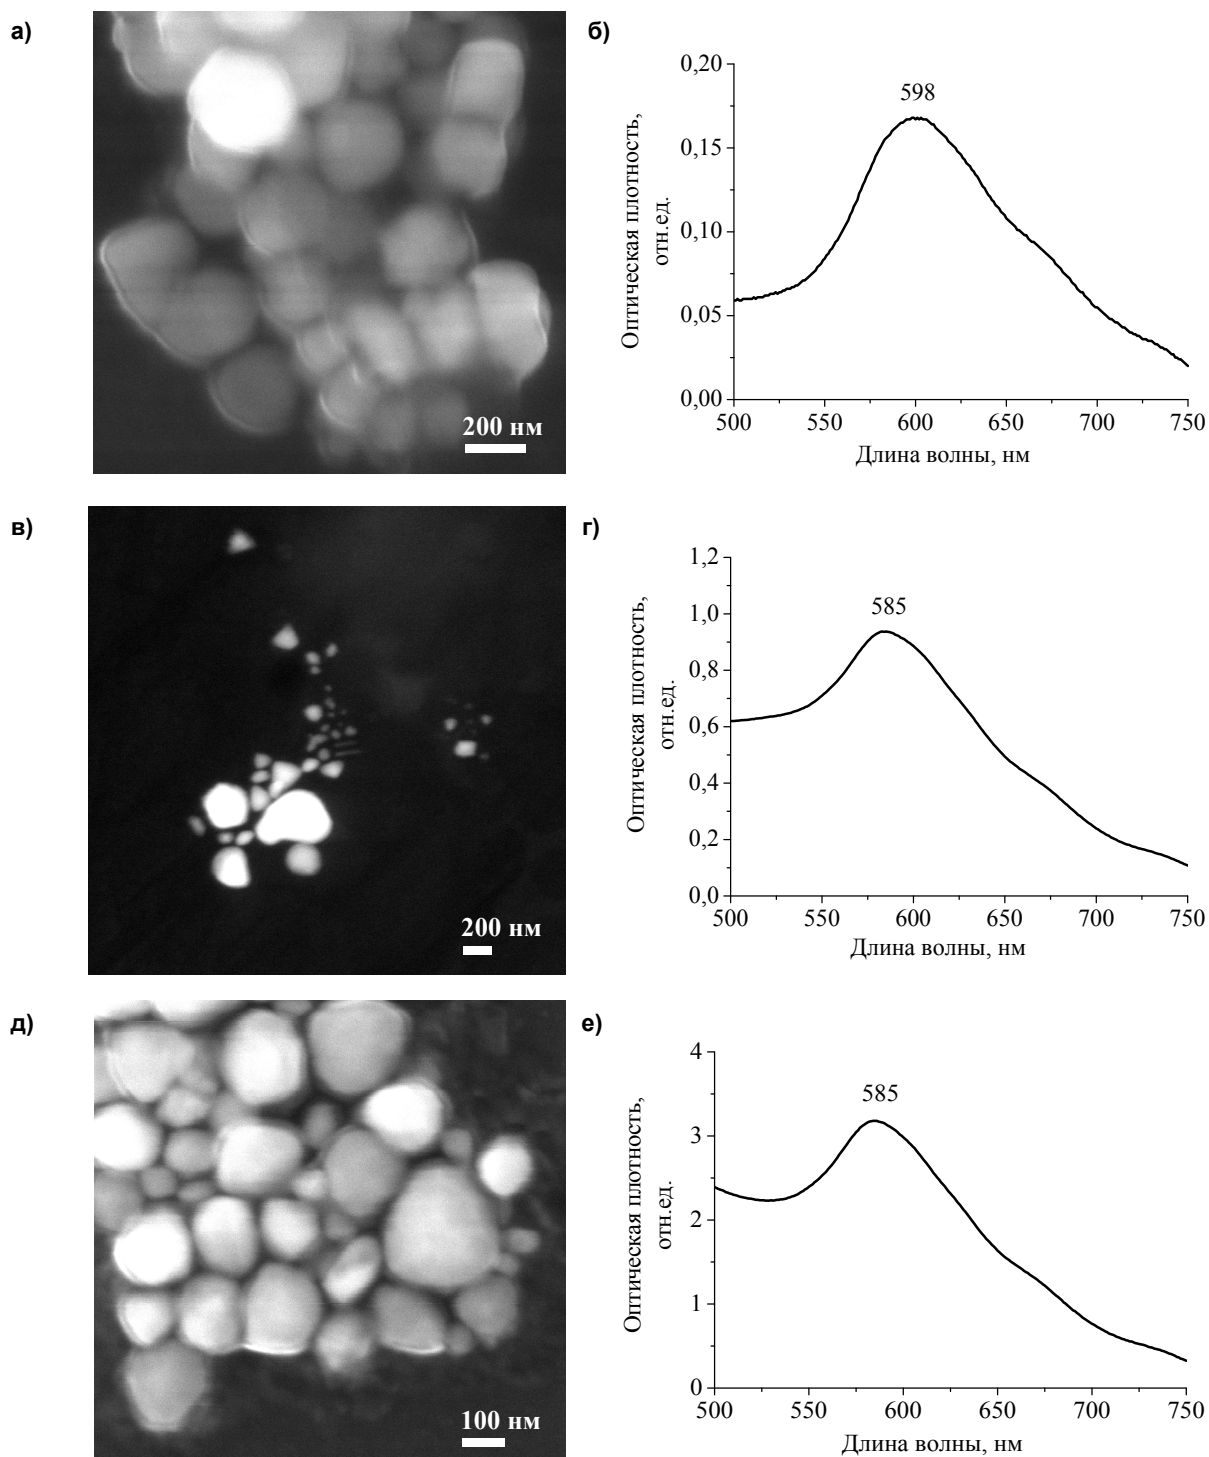 а)
200 нм
б)
Оптическая плотность,
отн.ед.
0,20
0,15
0,10
0,05
0,00
598
500 550 600 650 700 750
Длина волны, нм
в)
200 нм
г)
Оптическая плотность,
отн.ед.
1,2
1,0
0,8
0,6
0,4
0,2
0,0
585
500 550 600 650 700 750
Длина волны, нм
д)
100 нм
е)
Оптическая плотность,
отн.ед.
4
3
2
1
0
585
500 550 600 650 700 750
Длина волны, нм